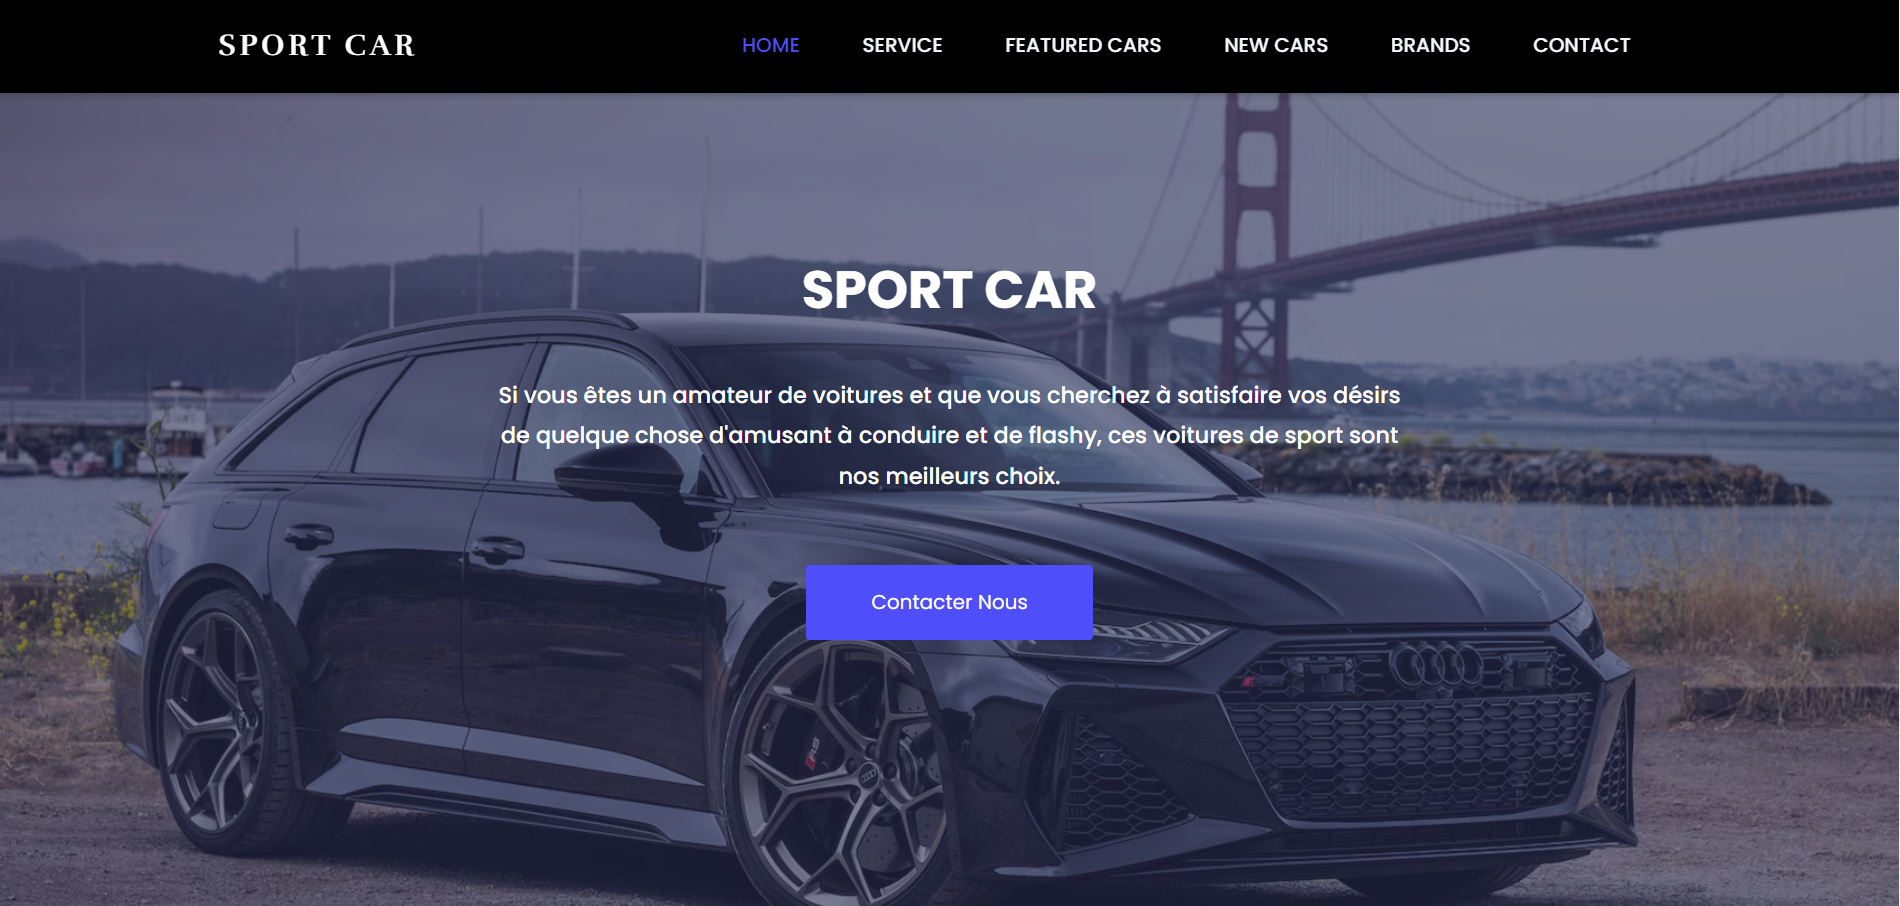 SPORT CAR
HOME
SERVICE
FEATURED CARS
NEW CARS
BRANDS
CONTACT
SPORT CAR
Si vous êtes un amateur de voitures et que vous cherchez à satisfaire vos désirs
de quelque chose d'amusant à conduire et de flashy, ces voitures de sport sont
nos meilleurs choix.
Contacter Nous
RS